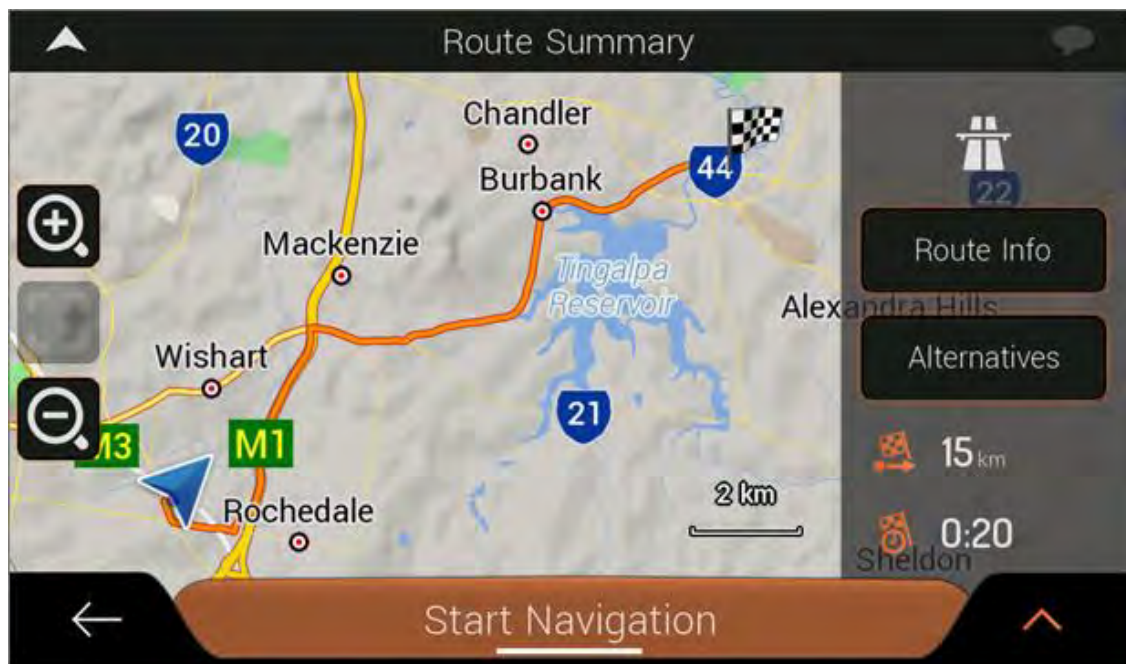 Route Summary
Chandler
20
44
Burbank
22
Mackenzie
Route Info
Tingalpa
Reservoir
Alexandra Hills
Wishart
Alternatives
21
M3
M1
15 km
2 km
Rochedale
0:20
Sheldon
Start Navigation